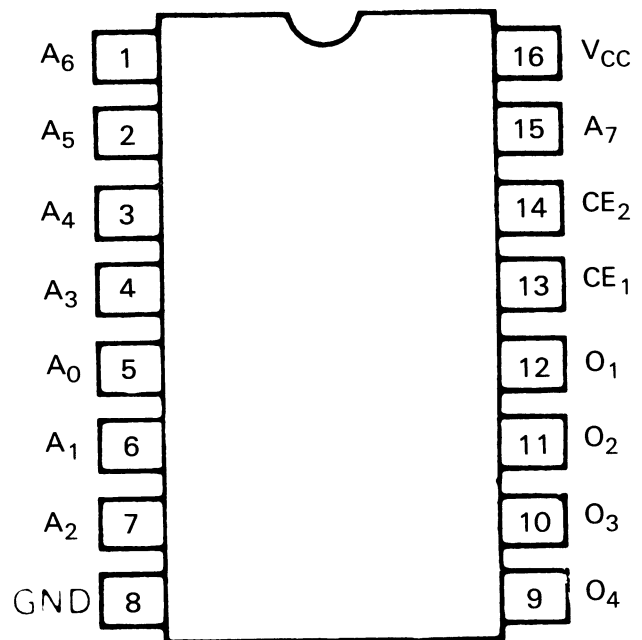 A₆ 1 16 V_CC
A₅ 2 15 A₇
A₄ 3 14 CE₂
A₃ 4 13 CE₁
A₀ 5 12 O₁
A₁ 6 11 O₂
A₂ 7 10 O₃
GND 8 9 O₄